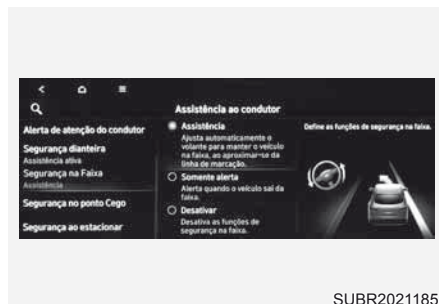 Assistência ao condutor
Alerta de atenção do condutor
Segurança dianteira
Assistência ativa
Segurança na Faixa
Assistência
Segurança no ponto Cego
Segurança ao estacionar
Assistência
Ajusta automaticamente o
volante para manter o veículo
na faixa, ao aproximar-se da
linha de marcação.
Somente alerta
Alerta quando o veículo sai da
faixa.
Desativar
Desativa as funções de
segurança na faixa.
Define as funções de segurança na faixa.
SUBR2021185